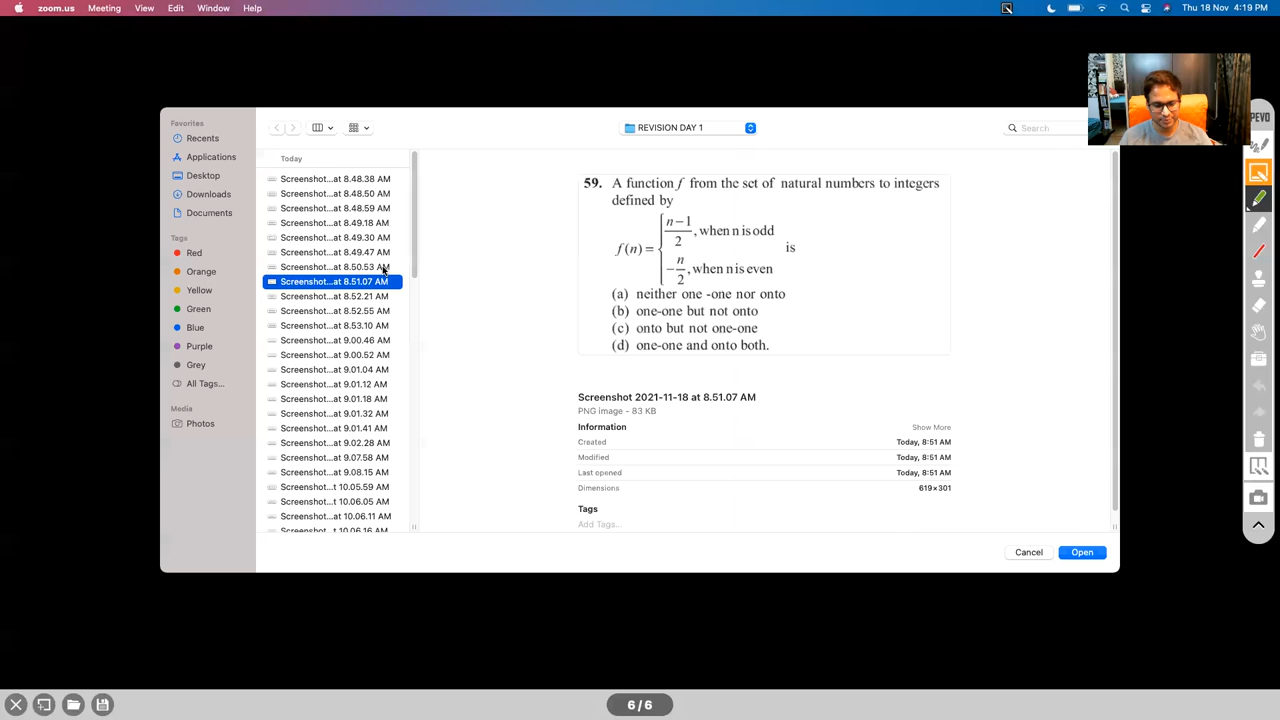 zoom.us Meeting View Edit Window Help
Thu 18 Nov 4:19 PM
REVISION DAY 1
Search
Favorites
Recents
Applications
Desktop
Downloads
Documents
Tags
Red
Orange
Yellow
Green
Blue
Purple
Grey
All Tags...
Media
Photos
Today
Screenshot...at 8.48.38 AM
Screenshot...at 8.48.50 AM
Screenshot...at 8.48.59 AM
Screenshot...at 8.49.18 AM
Screenshot...at 8.49.30 AM
Screenshot...at 8.49.47 AM
Screenshot...at 8.50.53 AM
Screenshot...at 8.51.07 AM
Screenshot...at 8.52.21 AM
Screenshot...at 8.52.55 AM
Screenshot...at 8.53.10 AM
Screenshot...at 9.00.46 AM
Screenshot...at 9.00.52 AM
Screenshot...at 9.01.04 AM
Screenshot...at 9.01.12 AM
Screenshot...at 9.01.18 AM
Screenshot...at 9.01.32 AM
Screenshot...at 9.01.41 AM
Screenshot...at 9.02.28 AM
Screenshot...at 9.07.58 AM
Screenshot...at 9.08.15 AM
Screenshot...t 10.05.59 AM
Screenshot...t 10.06.05 AM
Screenshot...at 10.06.11 AM
Screenshot...t 10.06.16 AM
59. A function f from the set of natural numbers to integers
defined by
f(n) = { n−1/2, when n is odd
−n/2, when n is even
is
(a) neither one -one nor onto
(b) one-one but not onto
(c) onto but not one-one
(d) one-one and onto both.
Screenshot 2021-11-18 at 8.51.07 AM
PNG image - 83 KB
Information Show More
Created Today, 8:51 AM
Modified Today, 8:51 AM
Last opened Today, 8:51 AM
Dimensions 619×301
Tags
Add Tags...
Cancel Open
6 / 6